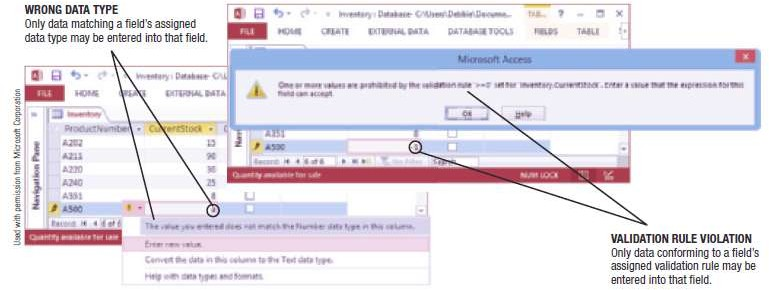 WRONG DATA TYPE
Only data matching a field's assigned
data type may be entered into that field.
Inventory : Database- C:\Users\Debbie\Docume...
TAB... ? – X
FILE HOME CREATE EXTERNAL DATA DATABASE TOOLS FIELDS TABLE
Microsoft Access
One or more values are prohibited by the validation rule '>=0' set for 'Inventory.CurrentStock'. Enter a value that the expression for this
field can accept.
OK Help
A351 8
A500
Record: 6 of 6 No Filter Search
Quantity available for sale NUM LOCK
Inventory : Database- C:\U
FILE HOME CREATE EXTERNAL DATA
Inventory
ProductNumber CurrentStock
A202 15
A211 90
A220 30
A240 25
A351 8
A500
Record: 6 of 6
Quantity available for sale
Navigation Pane
The value you entered does not match the Number data type in this column.
Enter new value.
Convert the data in this column to the Text data type.
Help with data types and formats.
VALIDATION RULE VIOLATION
Only data conforming to a field's
assigned validation rule may be
entered into that field.
Used with permission from Microsoft Corporation